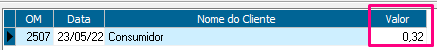 OM Data Nome do Cliente Valor
2507 23/05/22 Consumidor 0,32